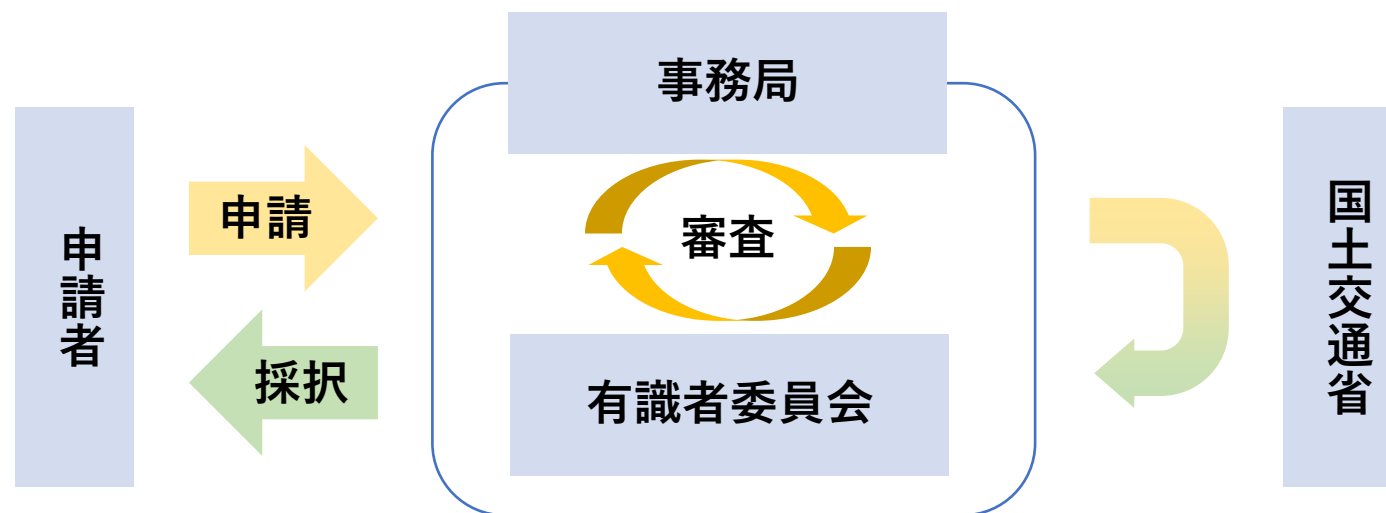 事務局
申請者
申請
審査
採択
有識者委員会
国土交通省